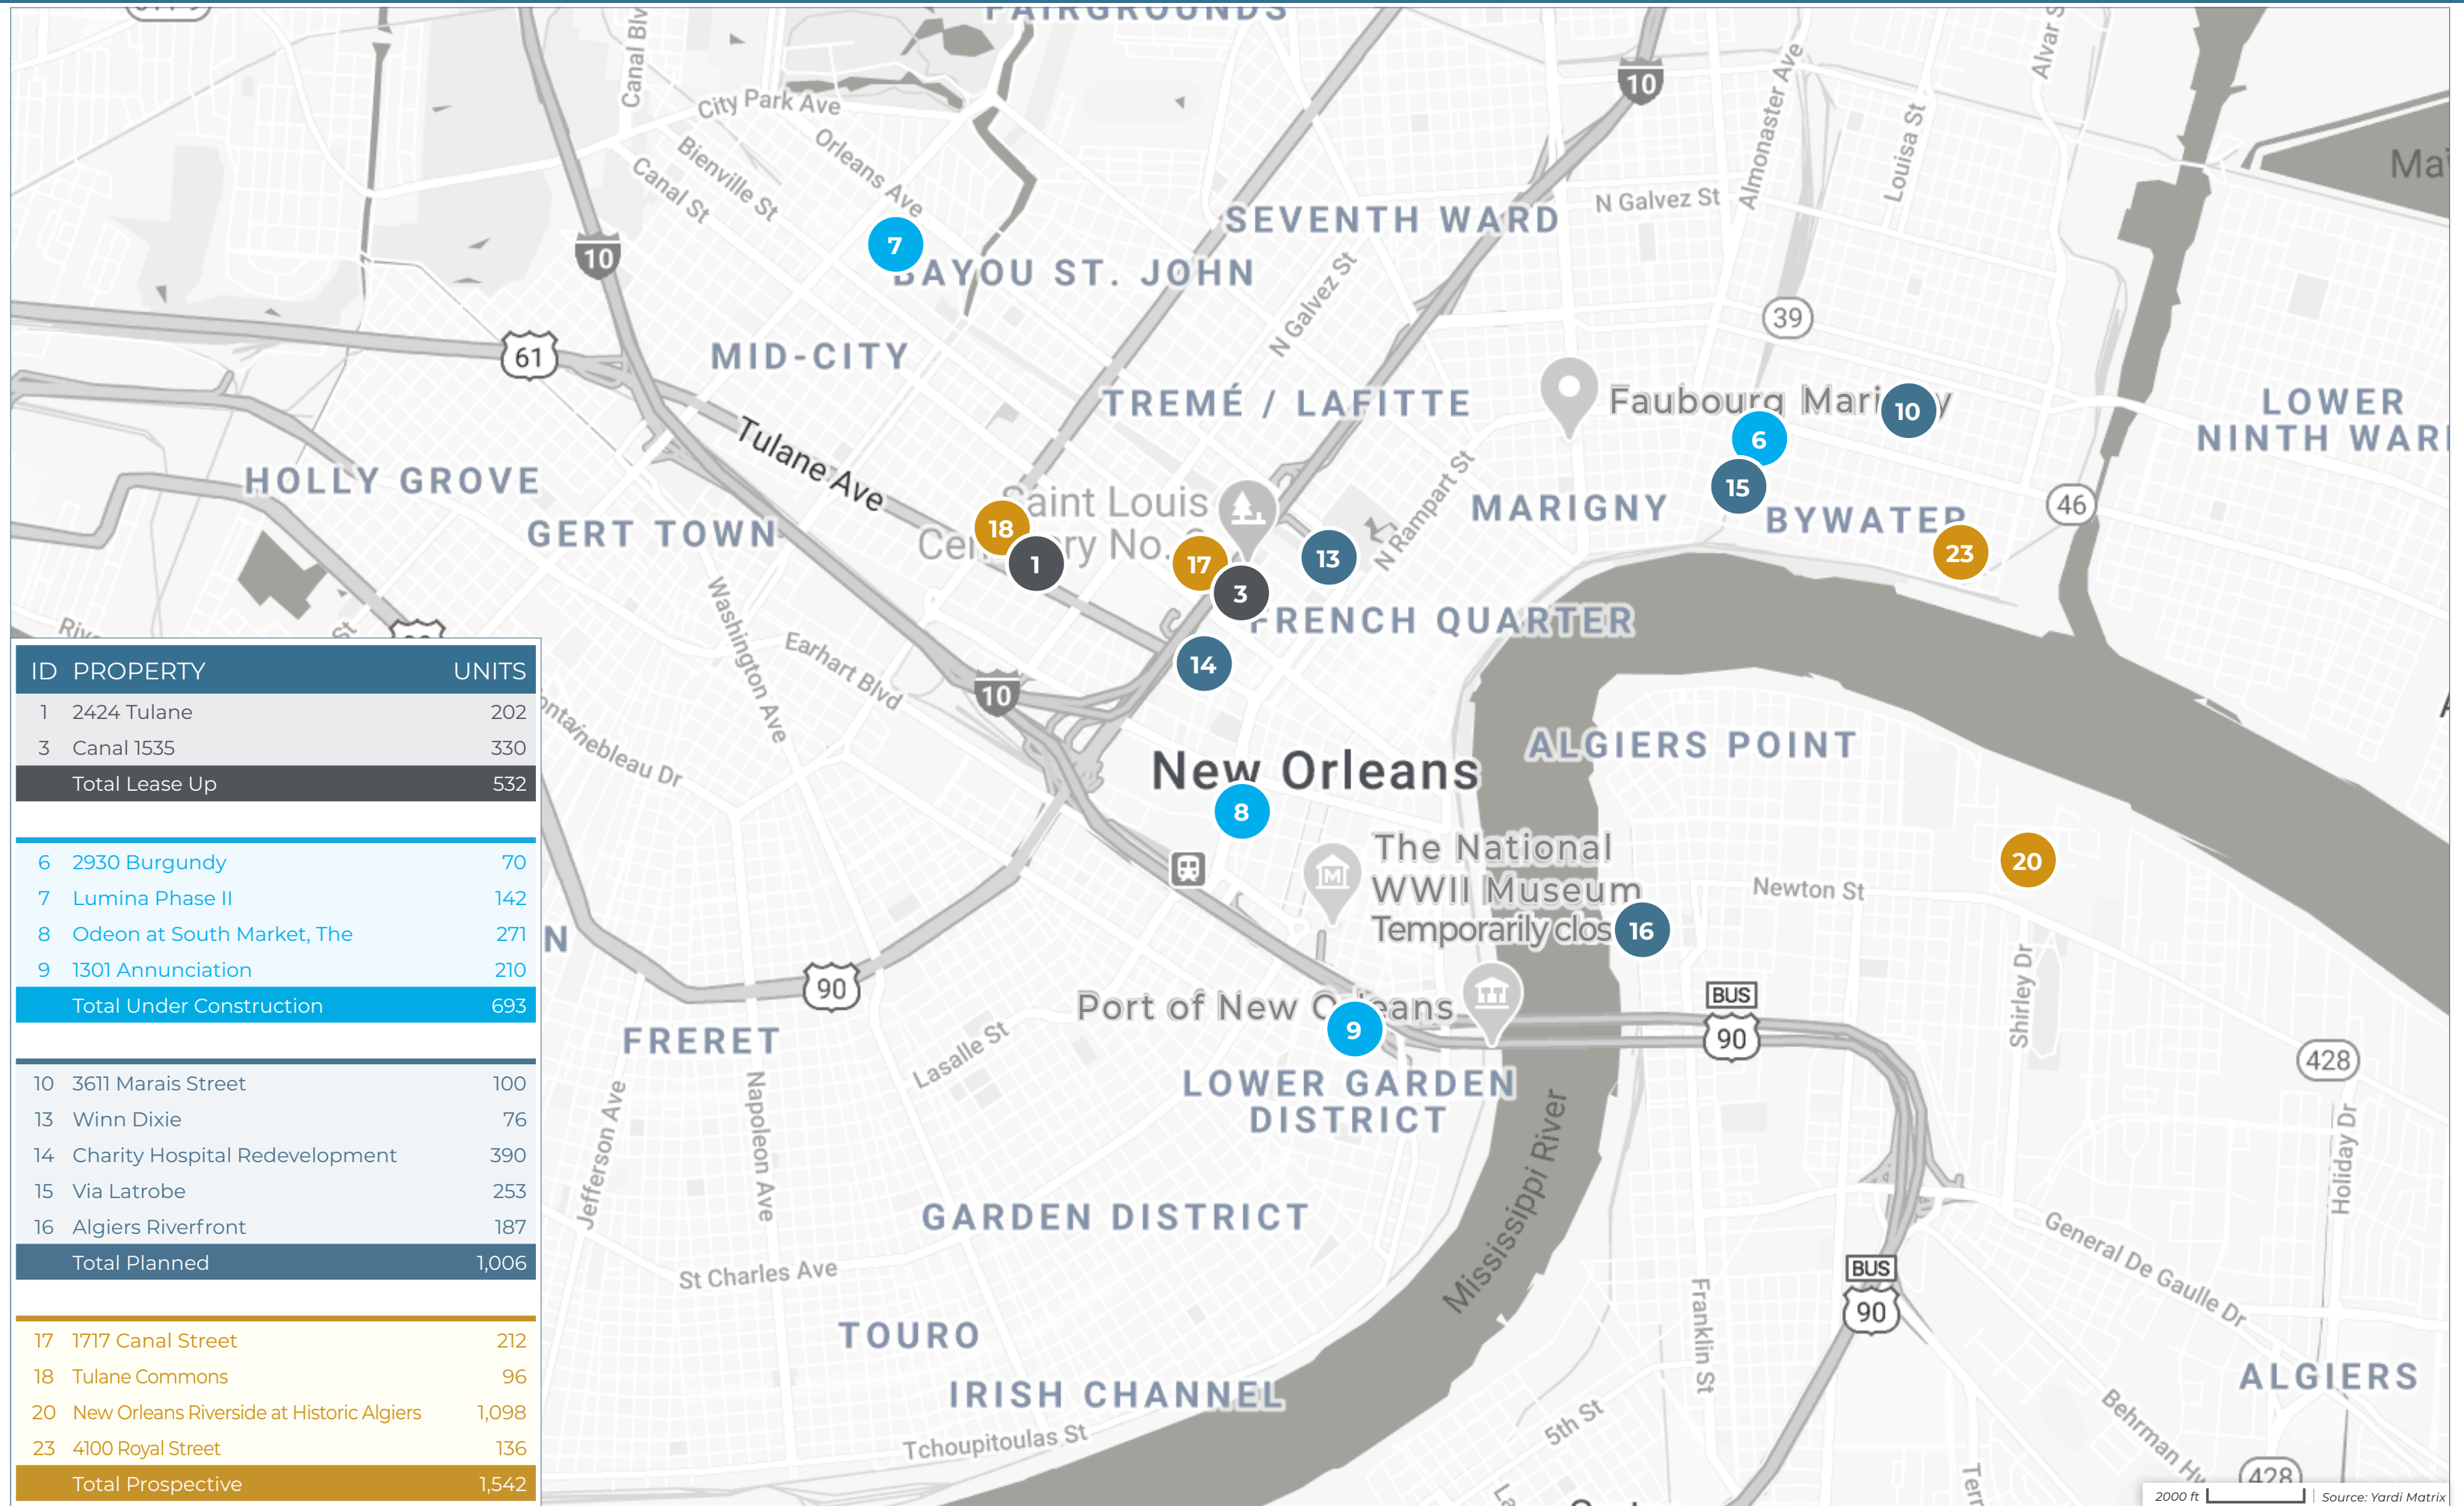 FAIRGROUNDS
Canal Blv
Alvar S
10
City Park Ave
Orleans Ave
Bienville St
Canal St
Almonaster Ave
Louisa St
Mai
N Galvez St
SEVENTH WARD
7
10
BAYOU ST. JOHN
N Galvez St
39
61
MID-CITY
TREMÉ / LAFITTE
Faubourg Marigny
10
LOWER
NINTH WARD
6
Tulane Ave
HOLLY GROVE
15
N Rampart St
MARIGNY
BYWATER
46
GERT TOWN
Saint Louis
Cemetery No.
18
1
17
3
13
23
FRENCH QUARTER
Washington Ave
Earhart Blvd
14
10
ontainebleau Dr
New Orleans
ALGIERS POINT
8
The National
WWII Museum
Temporarily clos
16
Newton St
20
N
90
Port of New Orleans
9
BUS
90
Shirley Dr
428
FRERET
Lasalle St
LOWER GARDEN
DISTRICT
Jefferson Ave
Napoleon Ave
Mississippi River
Holiday Dr
GARDEN DISTRICT
General De Gaulle Dr
St Charles Ave
BUS
90
Franklin St
TOURO
ALGIERS
IRISH CHANNEL
5th St
Behrman Hw
Tchoupitoulas St
Terr
428
St
ID PROPERTY UNITS
1 2424 Tulane 202
3 Canal 1535 330
Total Lease Up 532
6 2930 Burgundy 70
7 Lumina Phase II 142
8 Odeon at South Market, The 271
9 1301 Annunciation 210
Total Under Construction 693
10 3611 Marais Street 100
13 Winn Dixie 76
14 Charity Hospital Redevelopment 390
15 Via Latrobe 253
16 Algiers Riverfront 187
Total Planned 1,006
17 1717 Canal Street 212
18 Tulane Commons 96
20 New Orleans Riverside at Historic Algiers 1,098
23 4100 Royal Street 136
Total Prospective 1,542
2000 ft
Source: Yardi Matrix